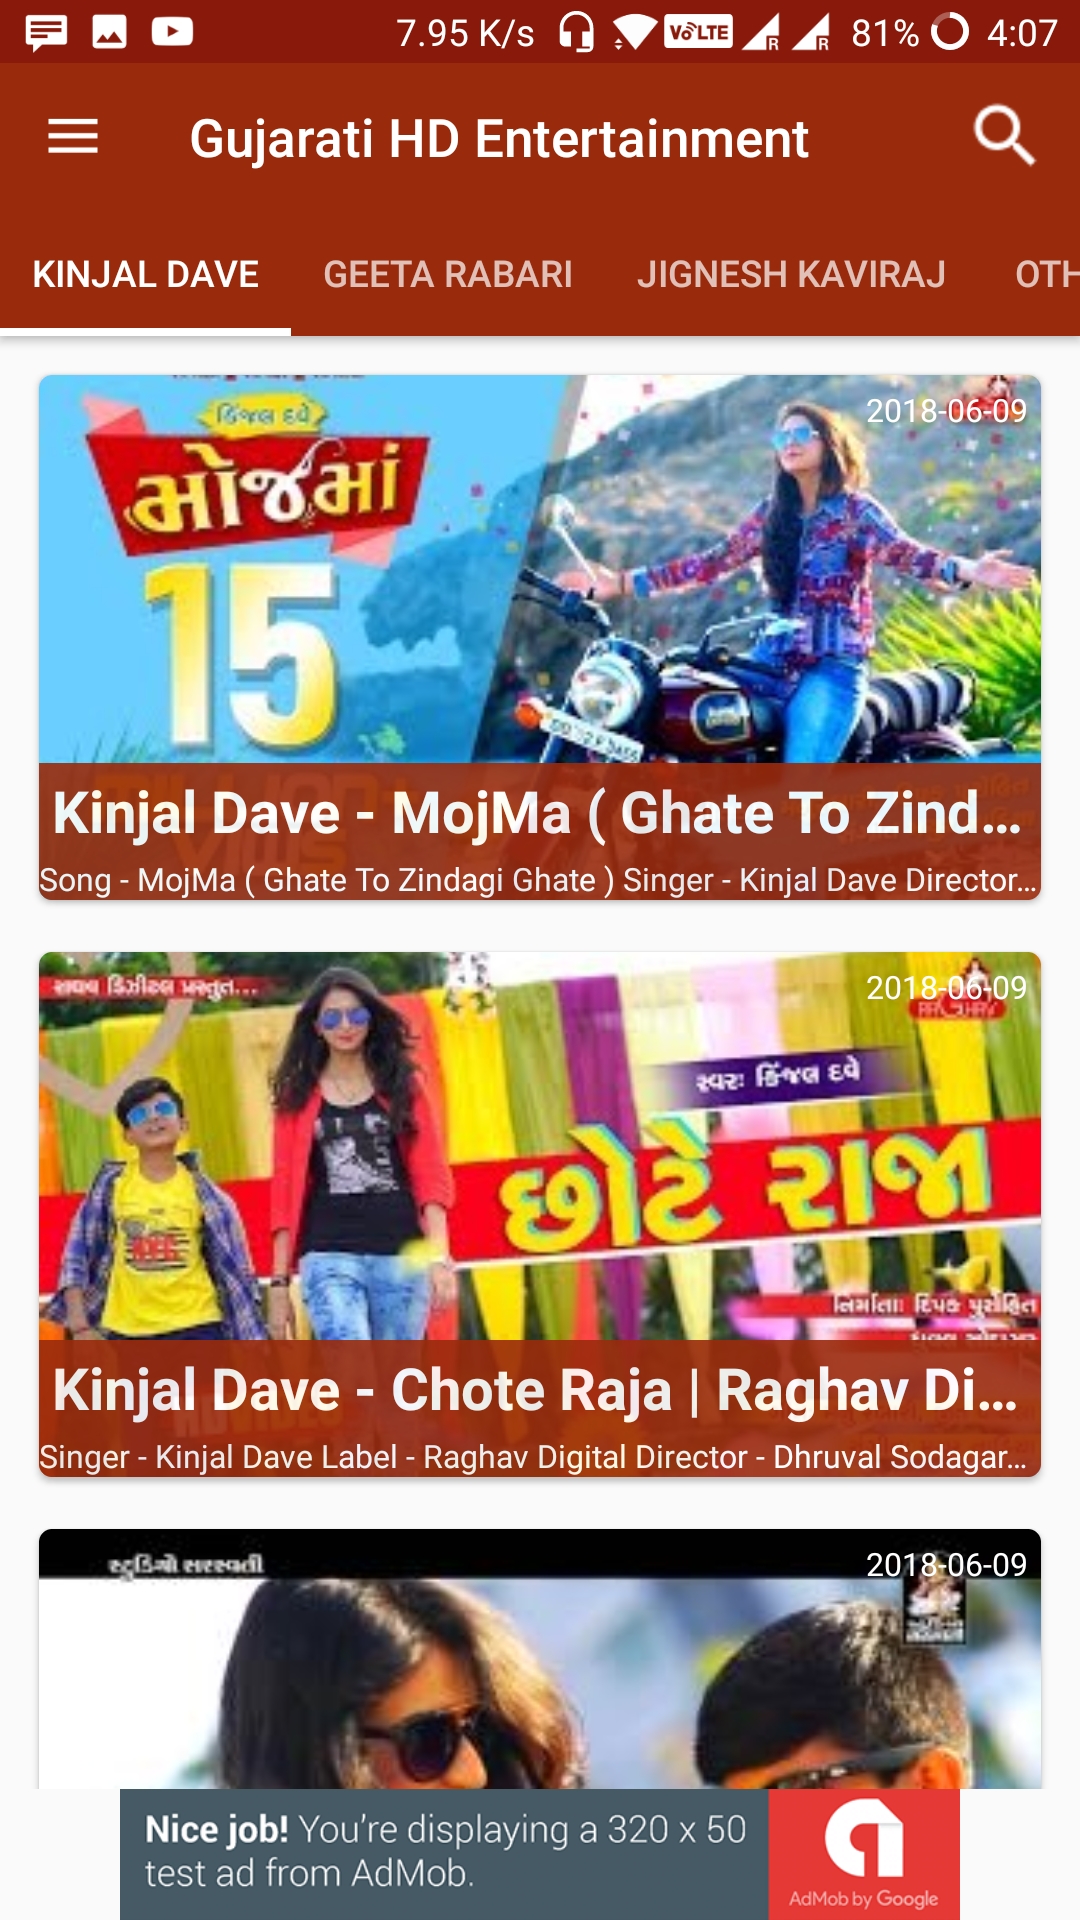 7.95 K/s VoLTE R R 81% 4:07
Gujarati HD Entertainment
KINJAL DAVE GEETA RABARI JIGNESH KAVIRAJ OTH
2018-06-09
કિંજલ દવે
મોજમાં
15
Kinjal Dave - MojMa ( Ghate To Zind...
Song - MojMa ( Ghate To Zindagi Ghate ) Singer - Kinjal Dave Director...
રાઘવ ડિજીટલ પ્રસ્તુત...
2018-06-09
RAGHAV
સ્વરઃ કિંજલ દવે
છોટે રાજા
નિર્માતાઃ દિપક પુરોહિત
Kinjal Dave - Chote Raja | Raghav Di...
Singer - Kinjal Dave Label - Raghav Digital Director - Dhruval Sodagar...
સ્ટુડિયો સરસ્વતી
2018-06-09
Nice job! You're displaying a 320 x 50
test ad from AdMob.
AdMob by Google